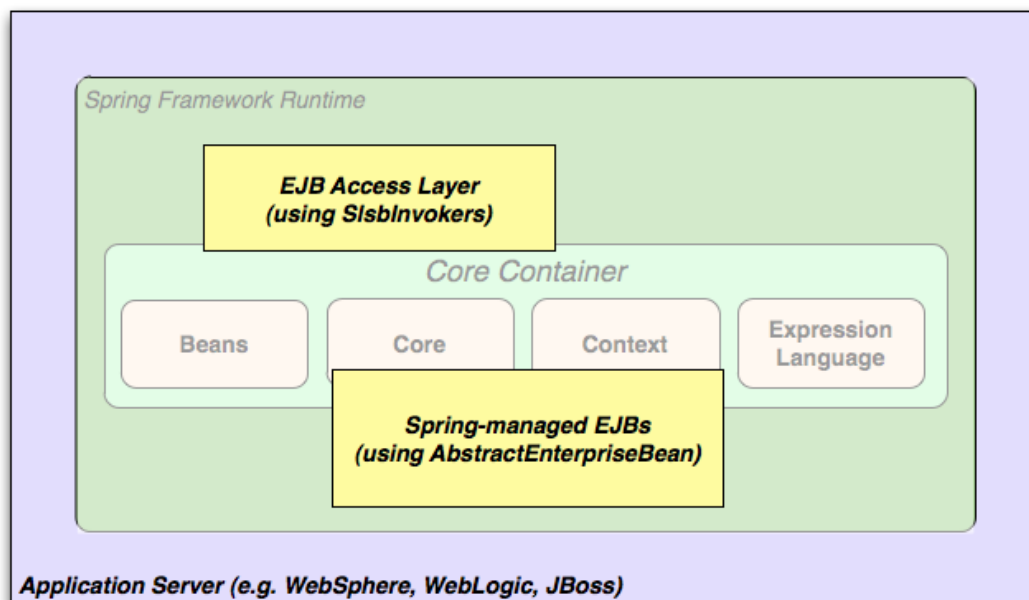 Spring Framework Runtime
EJB Access Layer
(using SlsbInvokers)
Core Container
Beans
Core
Context
Expression
Language
Spring-managed EJBs
(using AbstractEnterpriseBean)
Application Server (e.g. WebSphere, WebLogic, JBoss)